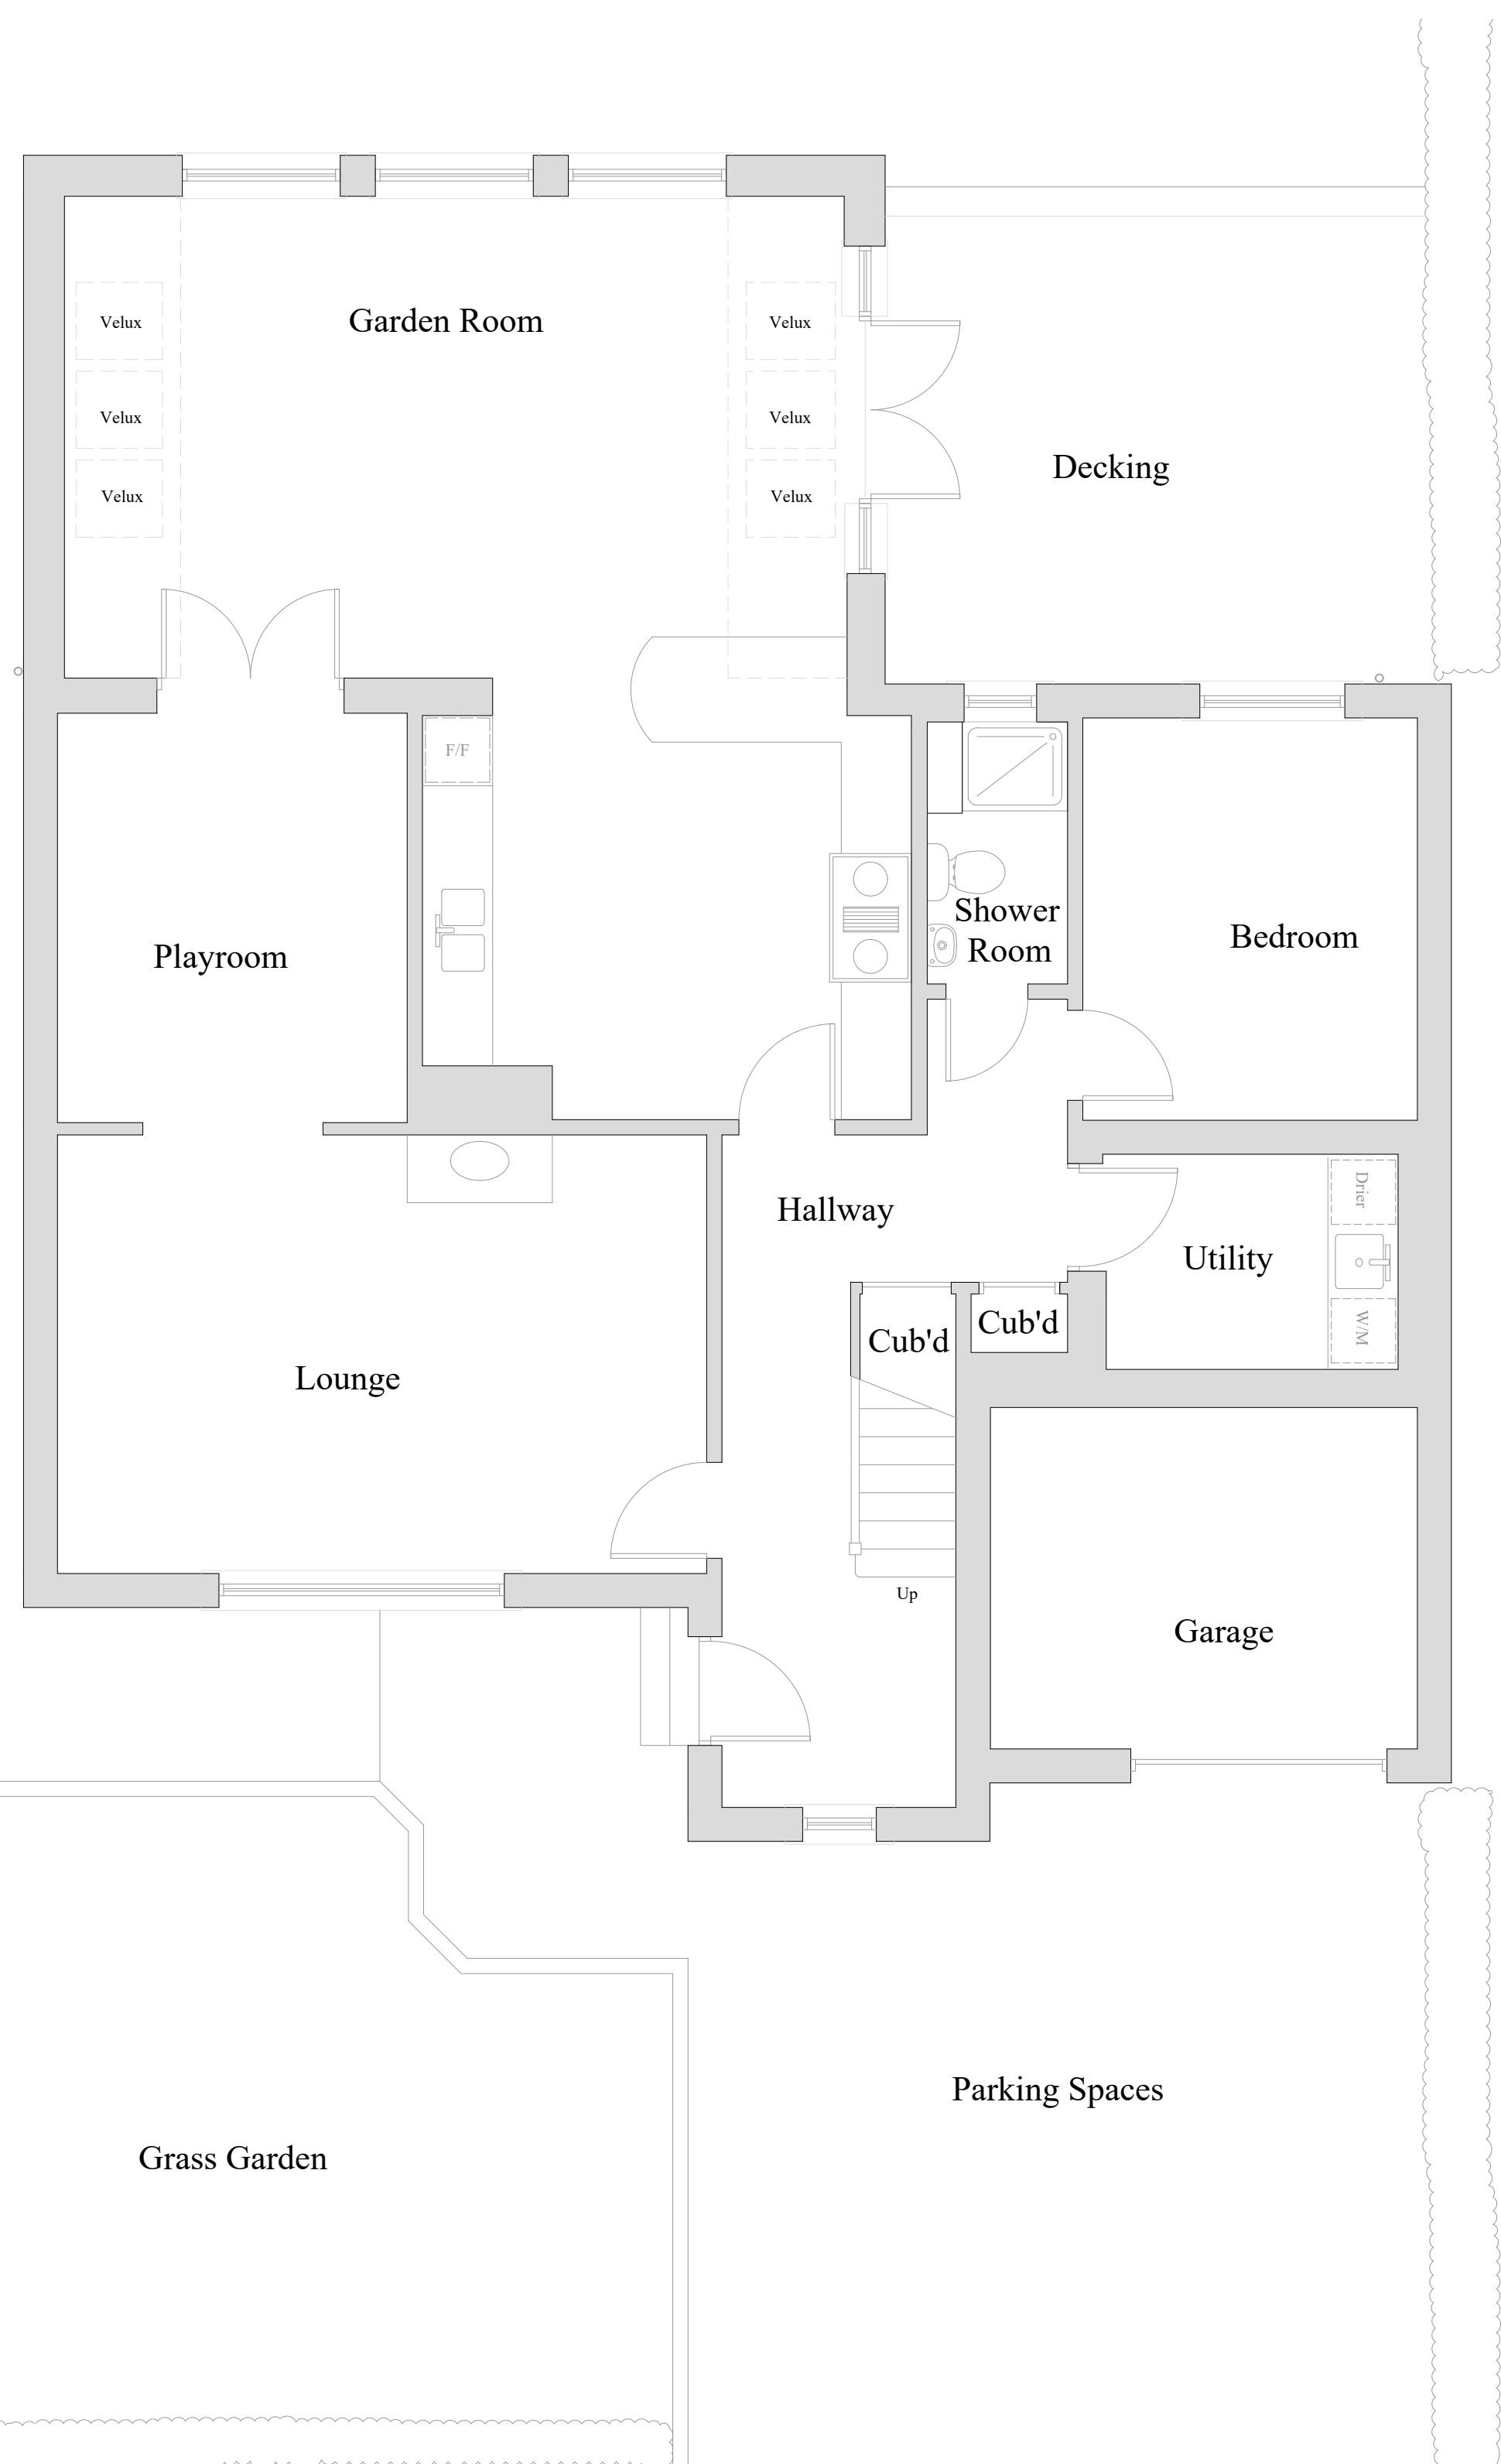 Velux
Garden Room
Velux
Velux
Velux
Decking
Velux
Velux
F/F
Shower
Room
Bedroom
Playroom
Drier
Hallway
Utility
W/M
Cub'd
Cub'd
Lounge
Up
Garage
Parking Spaces
Grass Garden